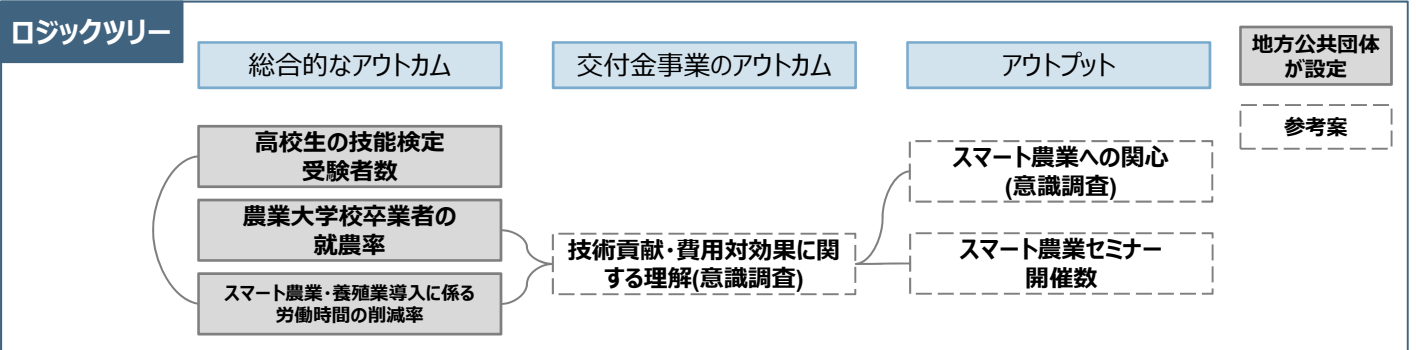 ロジックツリー
総合的なアウトカム
交付金事業のアウトカム
アウトプット
地方公共団体
が設定
参考案
高校生の技能検定
受験者数
農業大学校卒業者の
就農率
スマート農業・養殖業導入に係る
労働時間の削減率
技術貢献・費用対効果に関
する理解(意識調査)
スマート農業への関心
(意識調査)
スマート農業セミナー
開催数